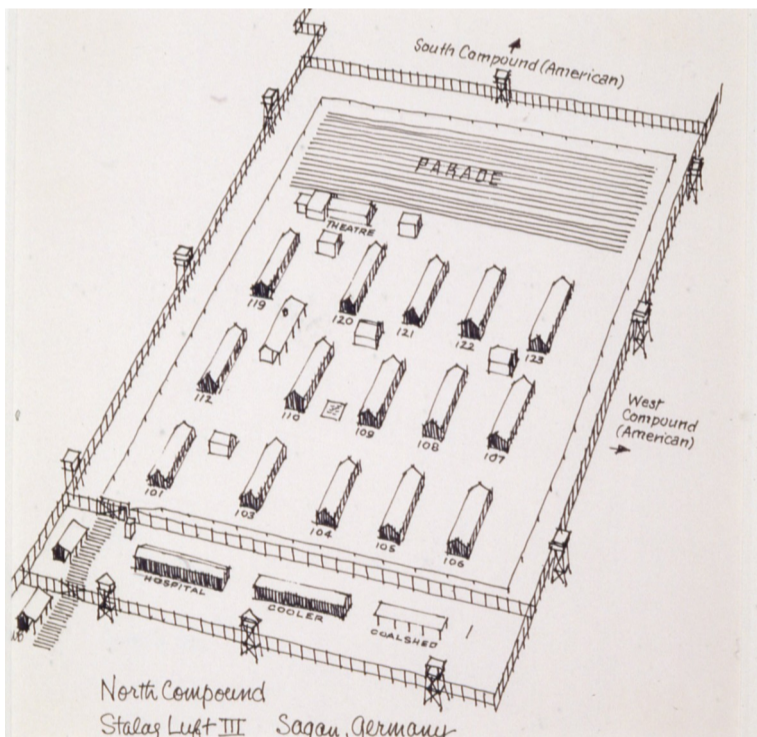 South Compound (American)
PARADE
THEATRE
119
120
121
122
123
112
110
109
108
107
West
Compound
(American)
101
103
104
105
106
HOSPITAL
COOLER
COALSHED
North Compound
Stalag Luft III Sagan, Germany